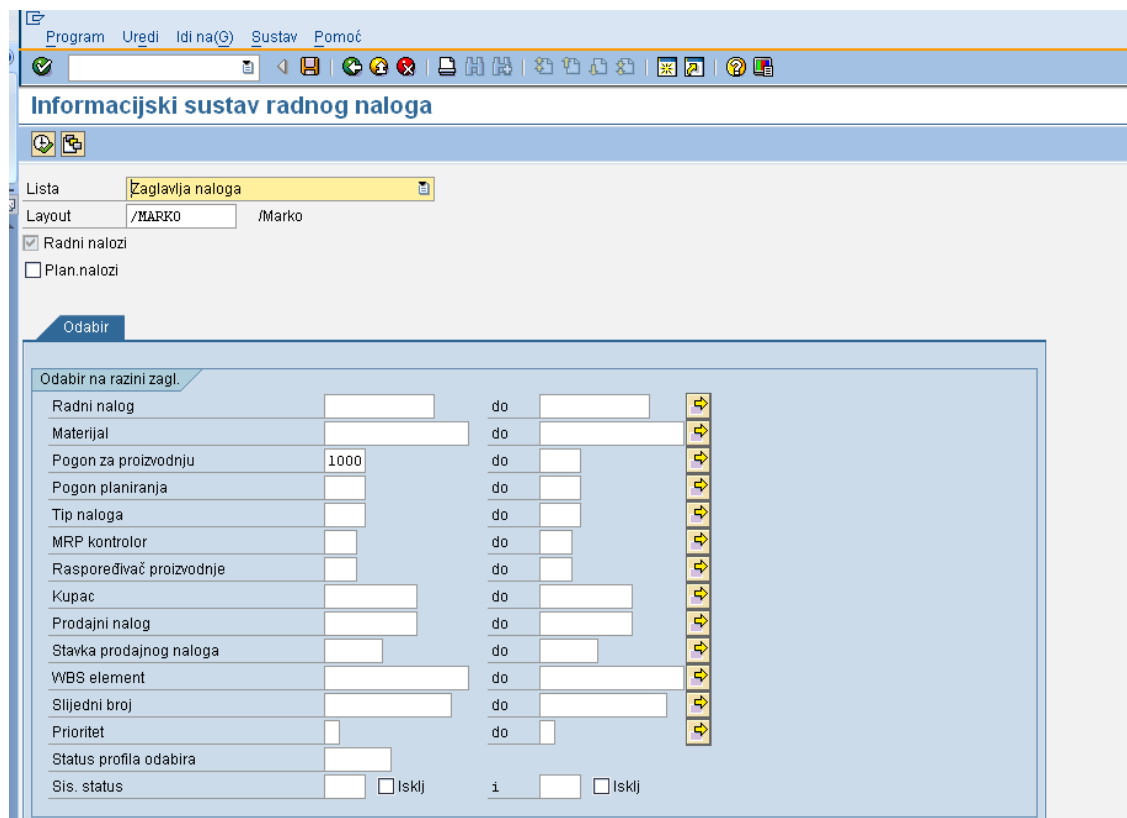 Program Uredi Idi na(G) Sustav Pomoć
Informacijski sustav radnog naloga
Lista Zaglavlja naloga
Layout /MARKO /Marko
Radni nalozi
Plan.nalozi
Odabir
Odabir na razini zagl.
Radni nalog do
Materijal do
Pogon za proizvodnju 1000 do
Pogon planiranja do
Tip naloga do
MRP kontrolor do
Raspoređivač proizvodnje do
Kupac do
Prodajni nalog do
Stavka prodajnog naloga do
WBS element do
Slijedni broj do
Prioritet do
Status profila odabira
Sis. status Isklj i Isklj